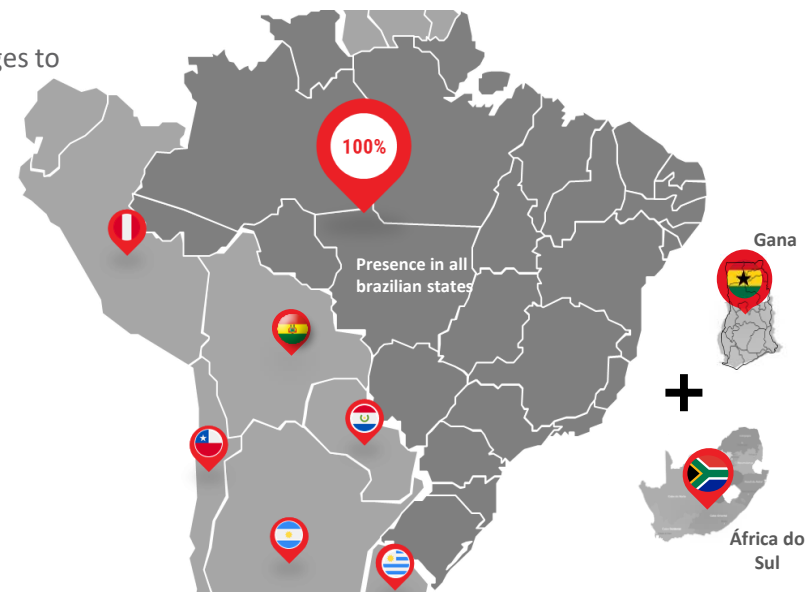 ges to
100%
Presence in all
brazilian states
Gana
África do
Sul